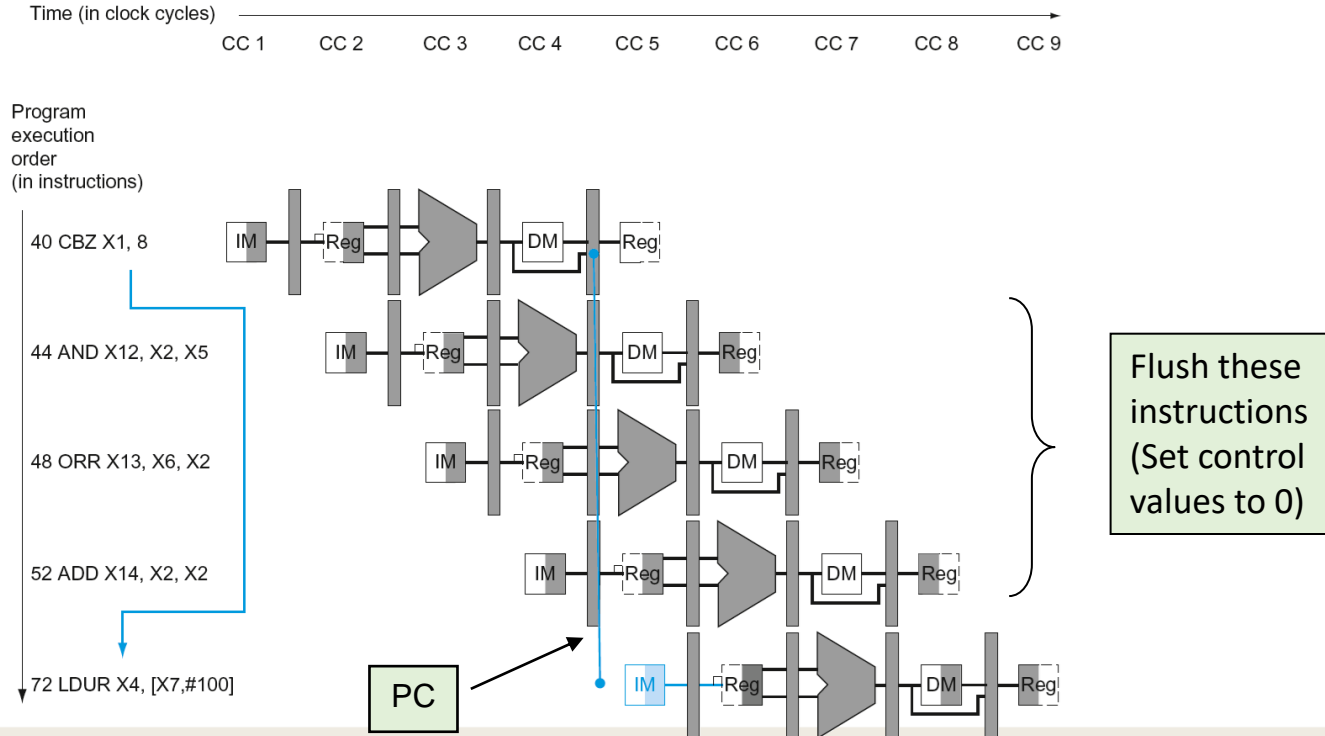 Time (in clock cycles)
CC 1 CC 2 CC 3 CC 4 CC 5 CC 6 CC 7 CC 8 CC 9
Program
execution
order
(in instructions)
40 CBZ X1, 8
IM Reg DM Reg
44 AND X12, X2, X5
IM Reg DM Reg
48 ORR X13, X6, X2
IM Reg DM Reg
52 ADD X14, X2, X2
IM Reg DM Reg
72 LDUR X4, [X7,#100]
IM Reg DM Reg
PC
Flush these
instructions
(Set control
values to 0)